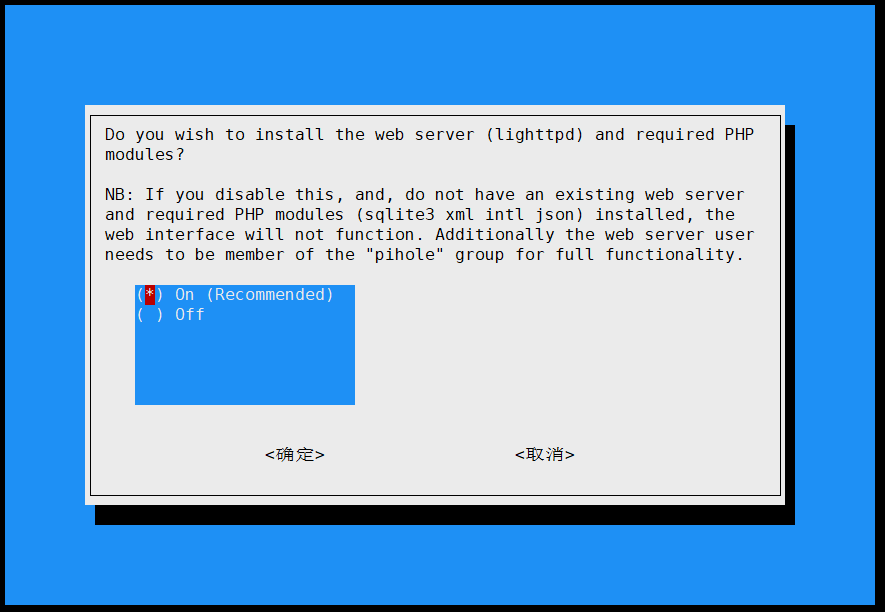 Do you wish to install the web server (lighttpd) and required PHP
modules?
NB: If you disable this, and, do not have an existing web server
and required PHP modules (sqlite3 xml intl json) installed, the
web interface will not function. Additionally the web server user
needs to be member of the "pihole" group for full functionality.
(*) On (Recommended)
( ) Off
<确定> <取消>